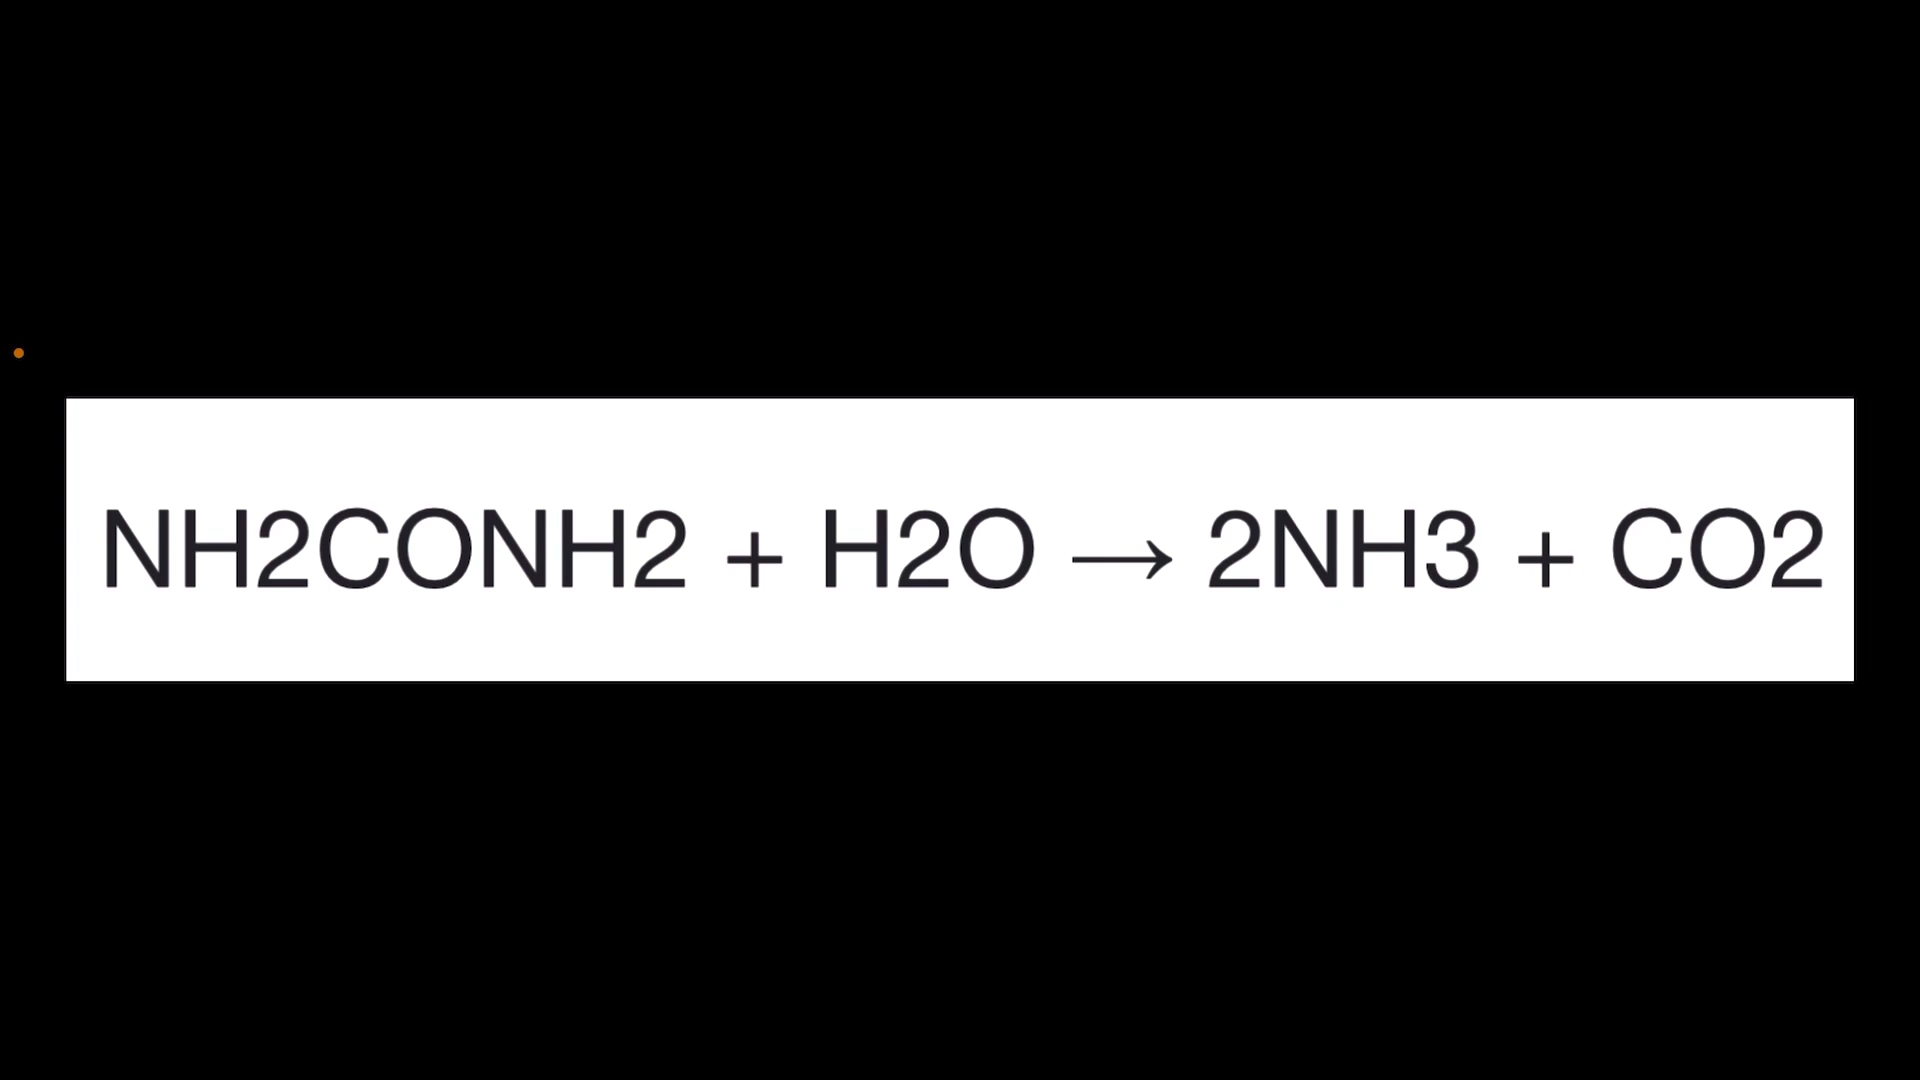 NH2CONH2 + H2O → 2NH3 + CO2